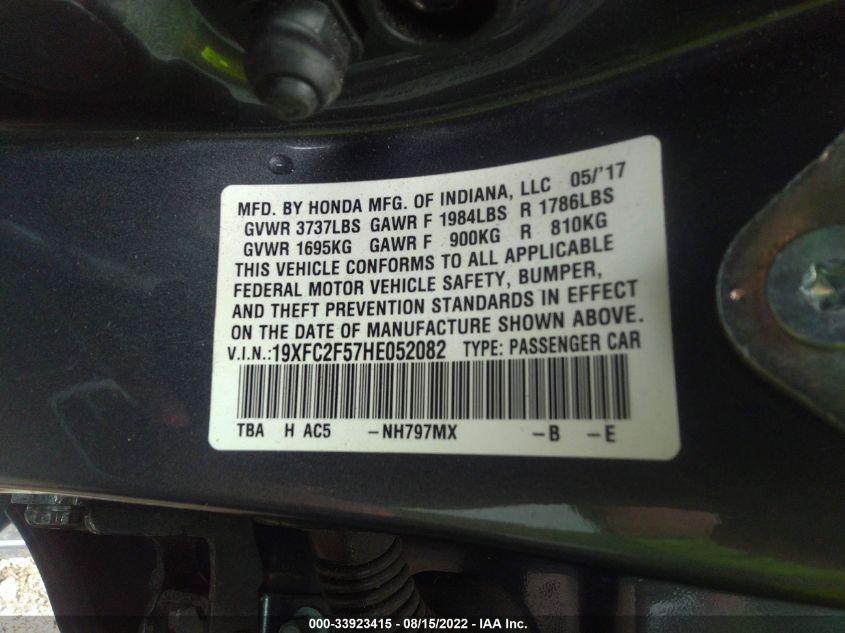 MFD. BY HONDA MFG. OF INDIANA, LLC 05/'17
GVWR 3737LBS GAWR F 1984LBS R 1786LBS
GVWR 1695KG GAWR F 900KG R 810KG
THIS VEHICLE CONFORMS TO ALL APPLICABLE
FEDERAL MOTOR VEHICLE SAFETY, BUMPER,
AND THEFT PREVENTION STANDARDS IN EFFECT
ON THE DATE OF MANUFACTURE SHOWN ABOVE.
V.I.N.:19XFC2F57HE052082 TYPE: PASSENGER CAR
TBA H AC5 -NH797MX -B -E
000-33923415 - 08/15/2022 - IAA Inc.